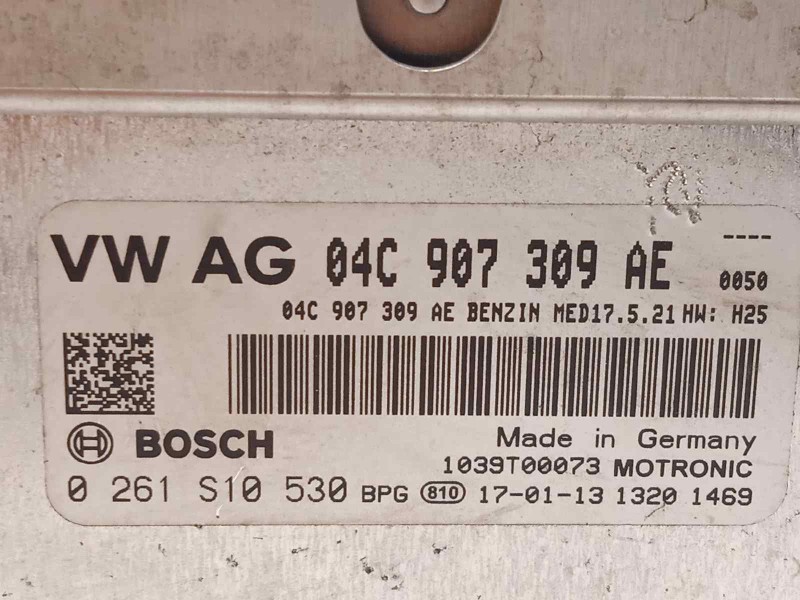 VW AG 04C 907 309 AE ----
0050
04C 907 309 AE BENZIN MED17.5.21 HW: H25
BOSCH
Made in Germany
1039T00073 MOTRONIC
0 261 S10 530 BPG 810 17-01-13 1320 1469